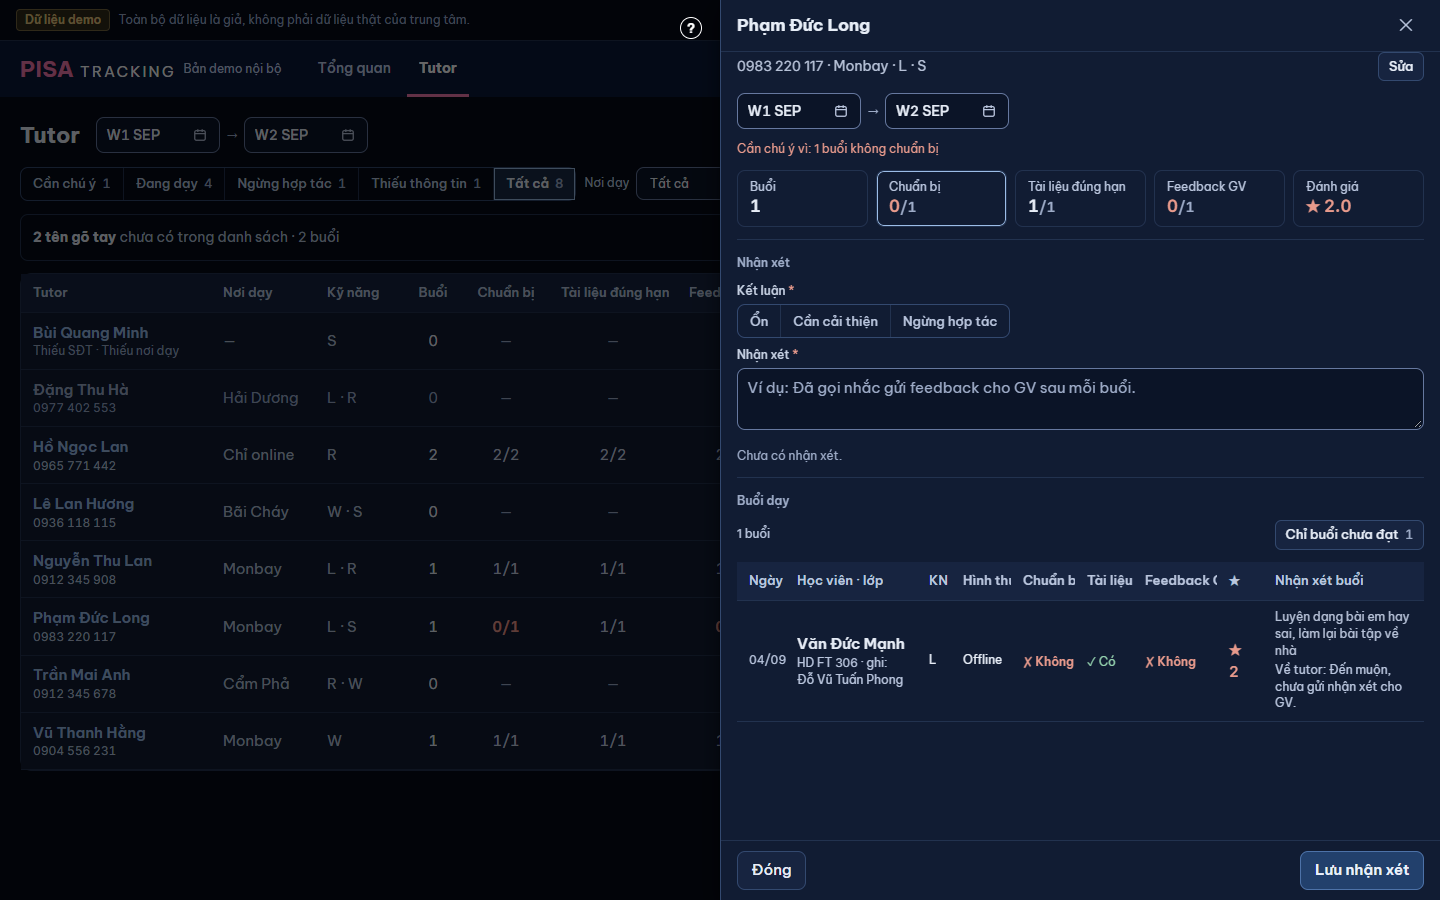 Dữ liệu demo Toàn bộ dữ liệu là giả, không phải dữ liệu thật của trung tâm.
?
PISA TRACKING Bản demo nội bộ Tổng quan Tutor
Tutor W1 SEP → W2 SEP
Cần chú ý 1 Đang dạy 4 Ngừng hợp tác 1 Thiếu thông tin 1 Tất cả 8 Nơi dạy Tất cả
2 tên gõ tay chưa có trong danh sách · 2 buổi
Tutor Nơi dạy Kỹ năng Buổi Chuẩn bị Tài liệu đúng hạn Feed
Bùi Quang Minh — S 0 — —
Thiếu SĐT · Thiếu nơi dạy
Đặng Thu Hà Hải Dương L · R 0 — —
0977 402 553
Hồ Ngọc Lan Chỉ online R 2 2/2 2/2
0965 771 442
Lê Lan Hương Bãi Cháy W · S 0 — —
0936 118 115
Nguyễn Thu Lan Monbay L · R 1 1/1 1/1
0912 345 908
Phạm Đức Long Monbay L · S 1 0/1 1/1
0983 220 117
Trần Mai Anh Cẩm Phả R · W 0 — —
0912 345 678
Vũ Thanh Hằng Monbay W 1 1/1 1/1
0904 556 231
Phạm Đức Long
0983 220 117 · Monbay · L · S Sửa
W1 SEP → W2 SEP
Cần chú ý vì: 1 buổi không chuẩn bị
Buổi Chuẩn bị Tài liệu đúng hạn Feedback GV Đánh giá
1 0/1 1/1 0/1 ★ 2.0
Nhận xét
Kết luận *
Ổn Cần cải thiện Ngừng hợp tác
Nhận xét *
Ví dụ: Đã gọi nhắc gửi feedback cho GV sau mỗi buổi.
Chưa có nhận xét.
Buổi dạy
1 buổi Chỉ buổi chưa đạt 1
Ngày Học viên · lớp KN Hình thứ Chuẩn b Tài liệu Feedback ★ Nhận xét buổi
04/09 Văn Đức Mạnh L Offline ✗ Không ✓ Có ✗ Không ★ 2
HD FT 306 · ghi:
Đỗ Vũ Tuấn Phong
Luyện dạng bài em hay
sai, làm lại bài tập về
nhà
Về tutor: Đến muộn,
chưa gửi nhận xét cho
GV.
Đóng Lưu nhận xét